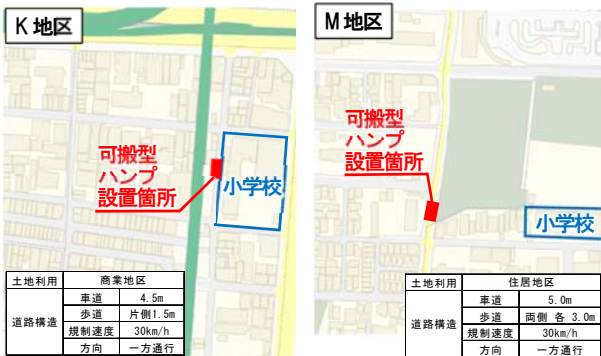 K地区
可搬型
ハンプ
設置箇所
小学校
土地利用 商業地区
道路構造 車道 4.5m
歩道 片側1.5m
規制速度 30km/h
方向 一方通行
M地区
可搬型
ハンプ
設置箇所
小学校
土地利用 住居地区
道路構造 車道 5.0m
歩道 両側 各 3.0m
規制速度 30km/h
方向 一方通行